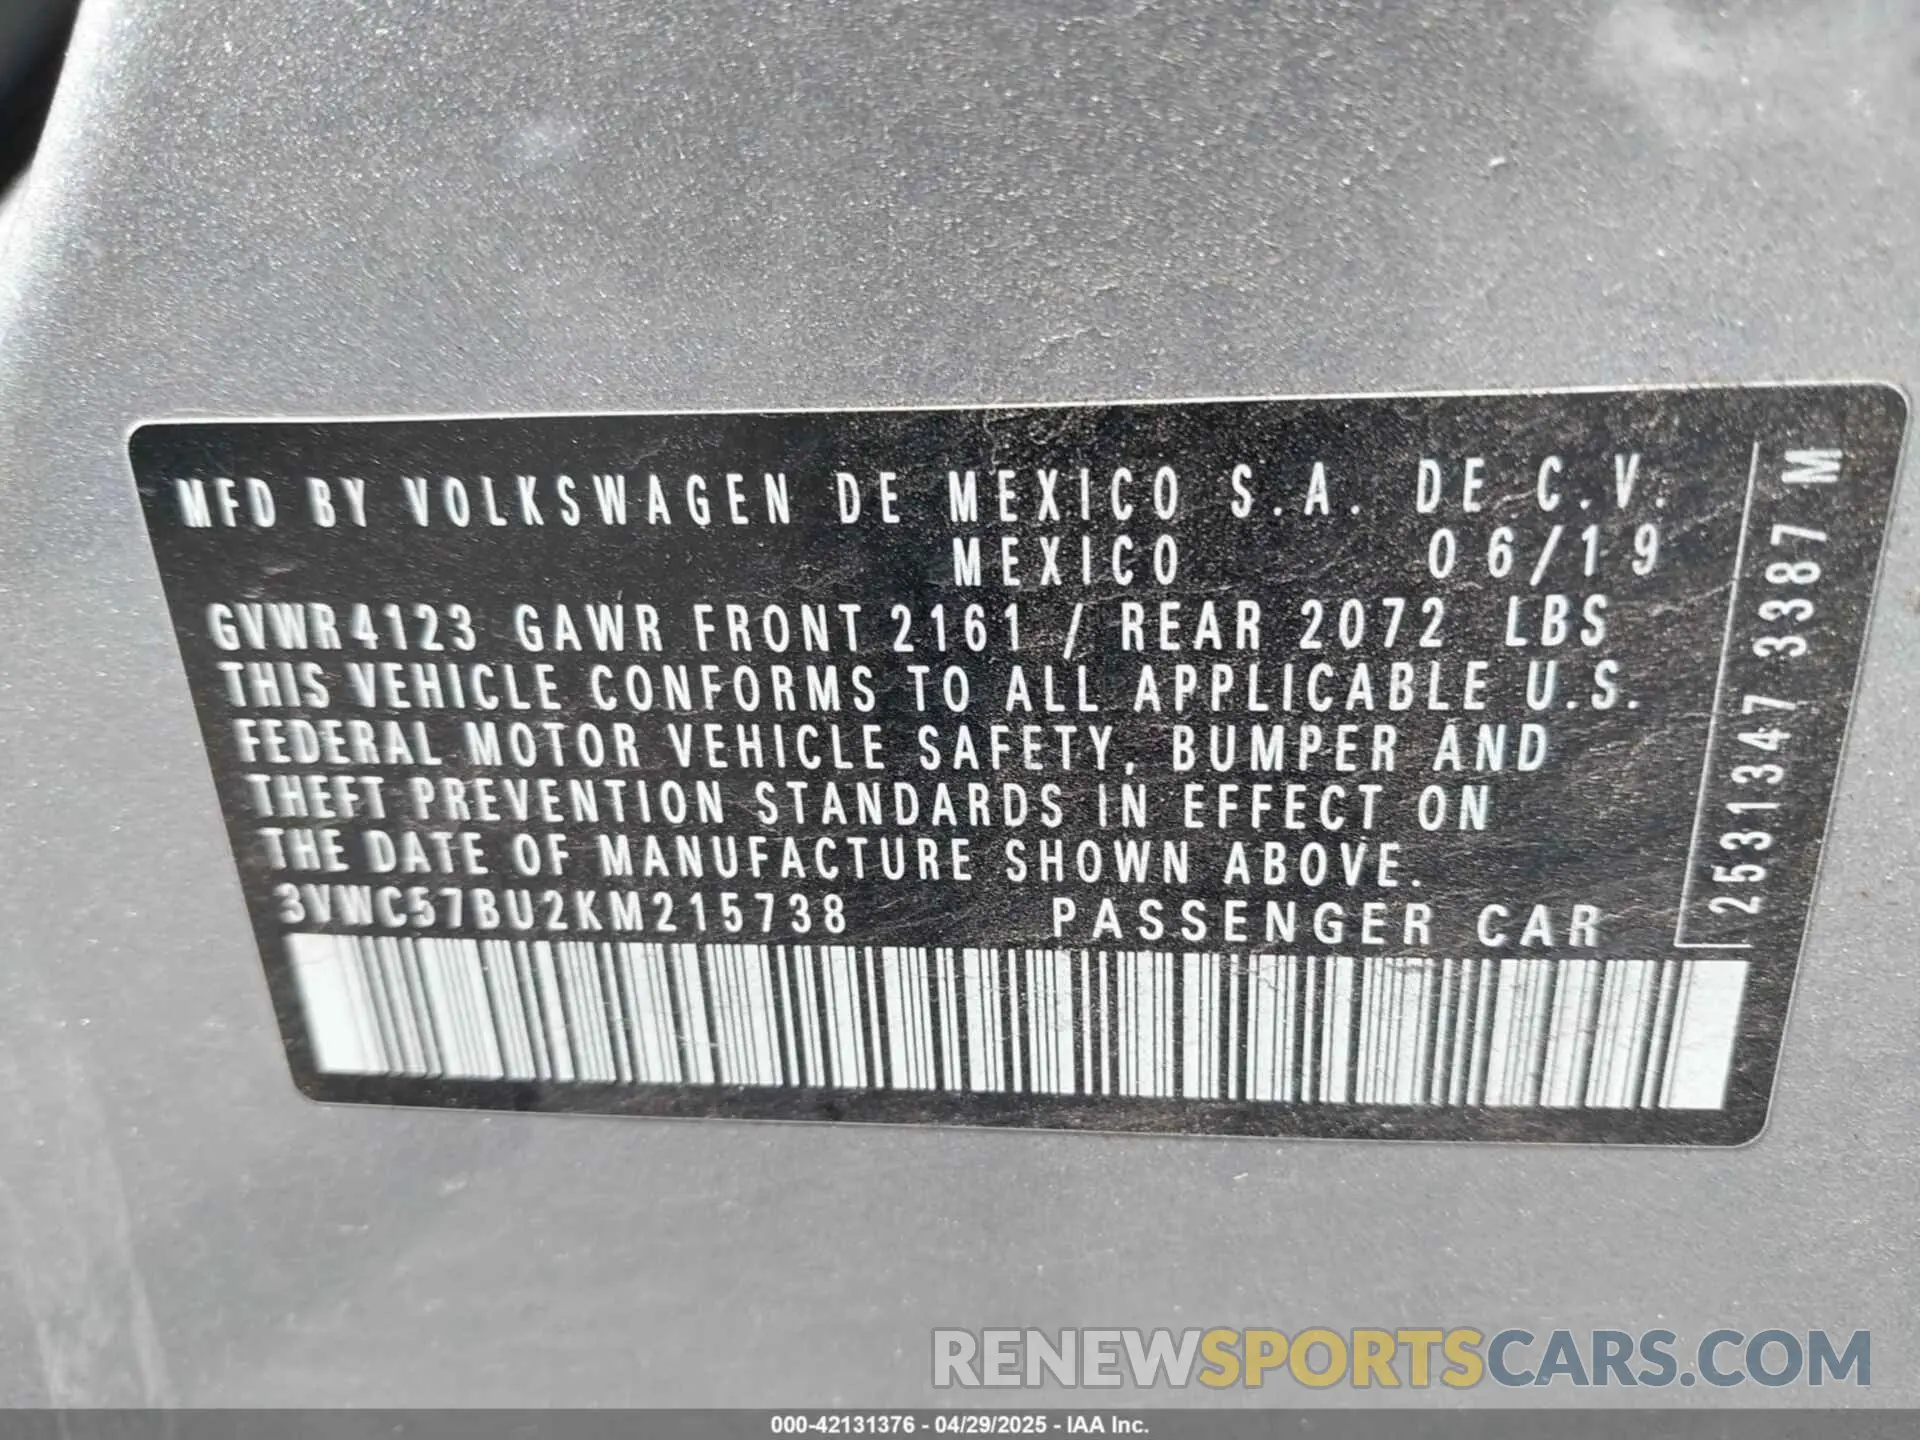 MFD BY VOLKSWAGEN DE MEXICO S.A. DE C.V.
MEXICO 06/19
GVWR 4123 GAWR FRONT 2161 / REAR 2072 LBS
THIS VEHICLE CONFORMS TO ALL APPLICABLE U.S.
FEDERAL MOTOR VEHICLE SAFETY, BUMPER AND
THEFT PREVENTION STANDARDS IN EFFECT ON
THE DATE OF MANUFACTURE SHOWN ABOVE.
3VWC57BU2KM215738 PASSENGER CAR
2531347 3387 M
RENEWSPORTSCARS.COM
000-42131376 - 04/29/2025 - IAA Inc.